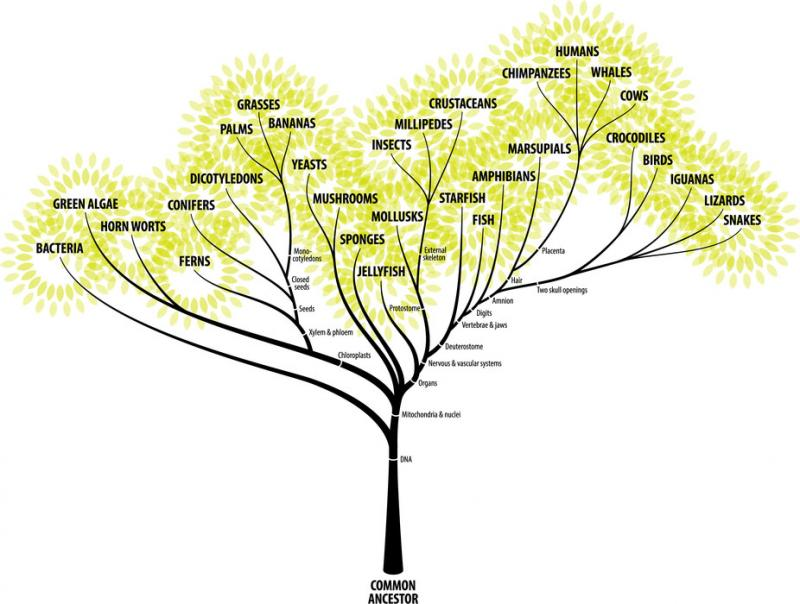 HUMANS
CHIMPANZEES
WHALES
COWS
GRASSES
CRUSTACEANS
PALMS
BANANAS
MILLIPEDES
INSECTS
MARSUPIALS
CROCODILES
BIRDS
YEASTS
DICOTYLEDONS
AMPHIBIANS
IGUANAS
GREEN ALGAE
CONIFERS
MUSHROOMS
STARFISH
LIZARDS
HORN WORTS
MOLLUSKS
FISH
SNAKES
BACTERIA
SPONGES
FERNS
JELLYFISH
Mono-
cotyledons
External
skeleton
Placenta
Closed
seeds
Hair
Two skull openings
Amnion
Seeds
Protostome
Digits
Vertebrae & jaws
Xylem & phloem
Deuterostome
Chloroplasts
Nervous & vascular systems
Organs
Mitochondria & nuclei
DNA
COMMON
ANCESTOR